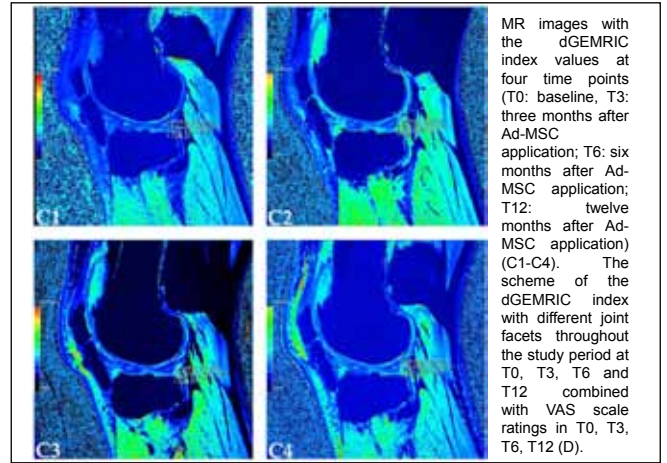 MR images with
the dGEMRIC
index values at
four time points
(T0: baseline, T3:
three months after
Ad-MSC
application; T6: six
months after Ad-
MSC application;
T12: twelve
months after Ad-
MSC application)
(C1-C4). The
scheme of the
dGEMRIC index
with different joint
facets throughout
the study period at
T0, T3, T6 and
T12 combined
with VAS scale
ratings in T0, T3,
T6, T12 (D).
C1
C2
C3
C4